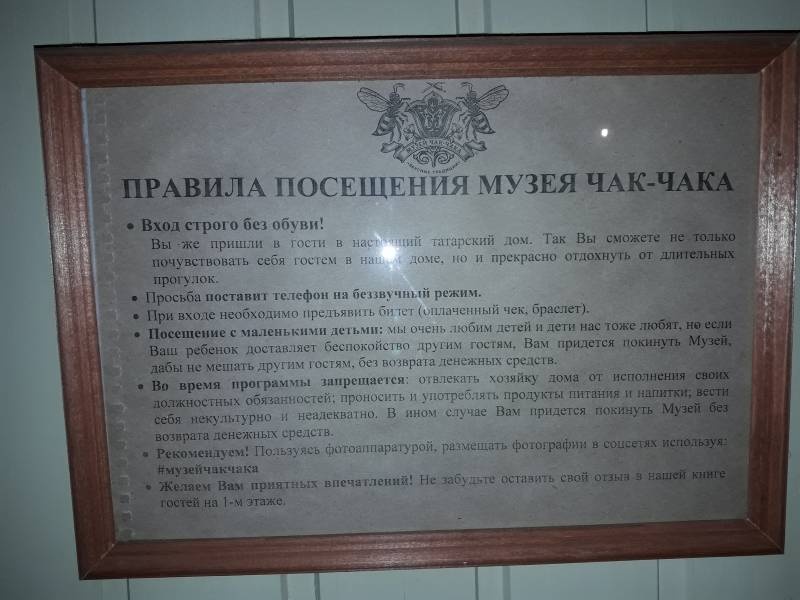 МУЗЕЙ ЧАК-ЧАКА
ПРАВИЛА ПОСЕЩЕНИЯ МУЗЕЯ ЧАК-ЧАКА
• Вход строго без обуви!
Вы же пришли в гости в настоящий татарский дом. Так Вы сможете не только
почувствовать себя гостем в нашем доме, но и прекрасно отдохнуть от длительных
прогулок.
• Просьба поставит телефон на беззвучный режим.
• При входе необходимо предъявить билет (оплаченный чек, браслет).
• Посещение с маленькими детьми: мы очень любим детей и дети нас тоже любят, но если
Ваш ребенок доставляет беспокойство другим гостям, Вам придется покинуть Музей,
дабы не мешать другим гостям, без возврата денежных средств.
• Во время программы запрещается: отвлекать хозяйку дома от исполнения своих
должностных обязанностей; проносить и употреблять продукты питания и напитки; вести
себя некультурно и неадекватно. В ином случае Вам придется покинуть Музей без
возврата денежных средств.
• Рекомендуем! Пользуясь фотоаппаратурой, размещать фотографии в соцсетях используя:
#музейчакчака
• Желаем Вам приятных впечатлений! Не забудьте оставить свой отзыв в нашей книге
гостей на 1-м этаже.